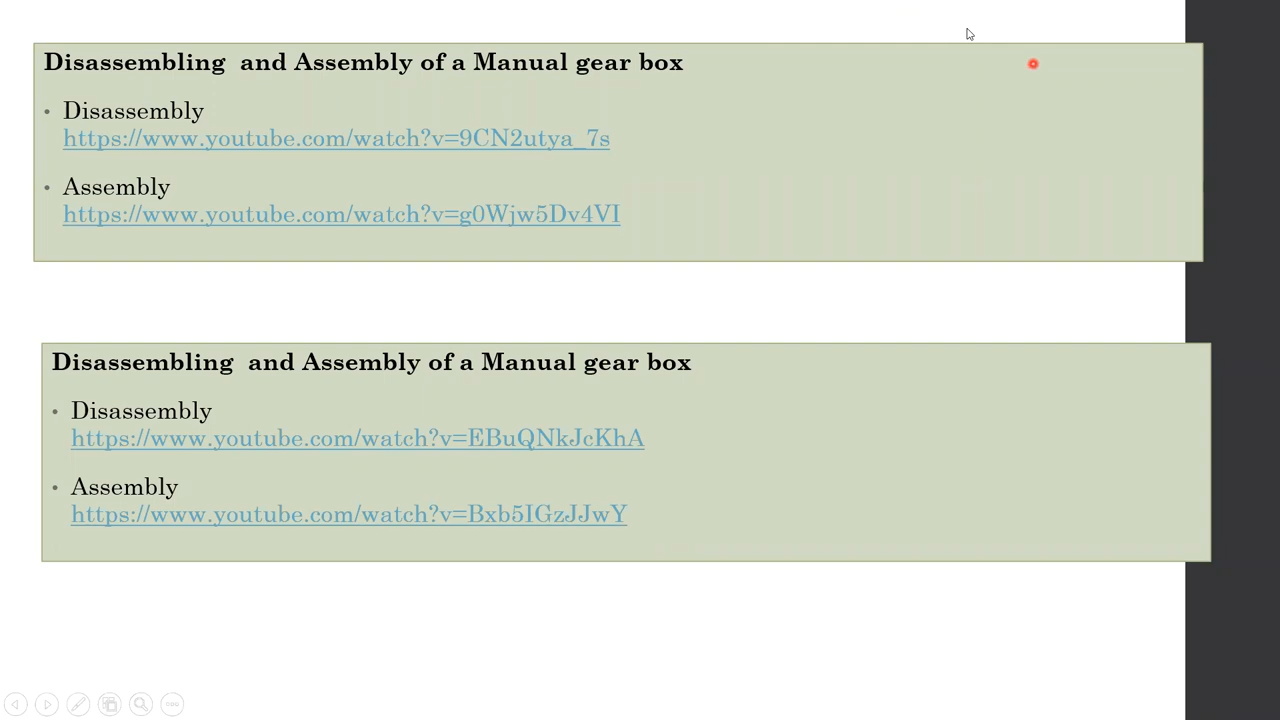 Disassembling and Assembly of a Manual gear box
• Disassembly
https://www.youtube.com/watch?v=9CN2utya_7s
• Assembly
https://www.youtube.com/watch?v=g0Wjw5Dv4VI
Disassembling and Assembly of a Manual gear box
• Disassembly
https://www.youtube.com/watch?v=EBuQNkJcKhA
• Assembly
https://www.youtube.com/watch?v=Bxb5IGzJJwY